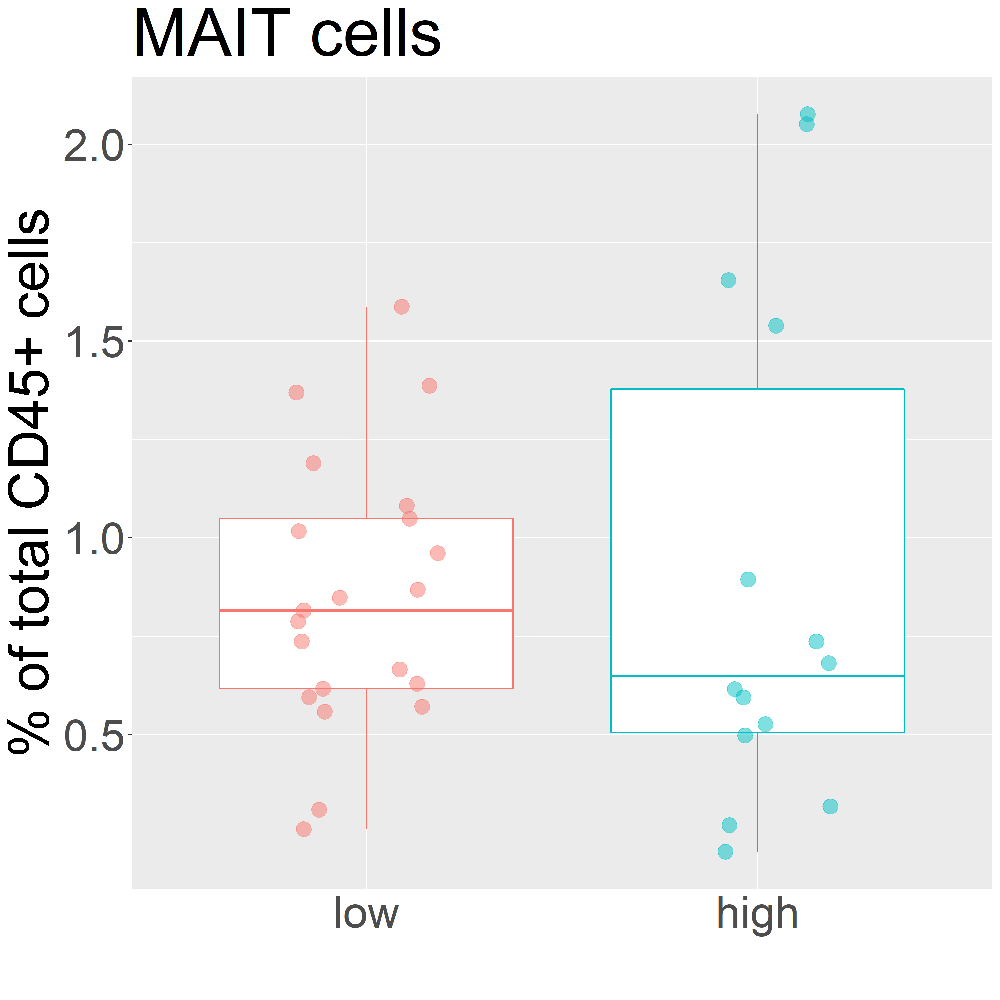 MAIT cells
% of total CD45+ cells
2.0
1.5
1.0
0.5
low
high